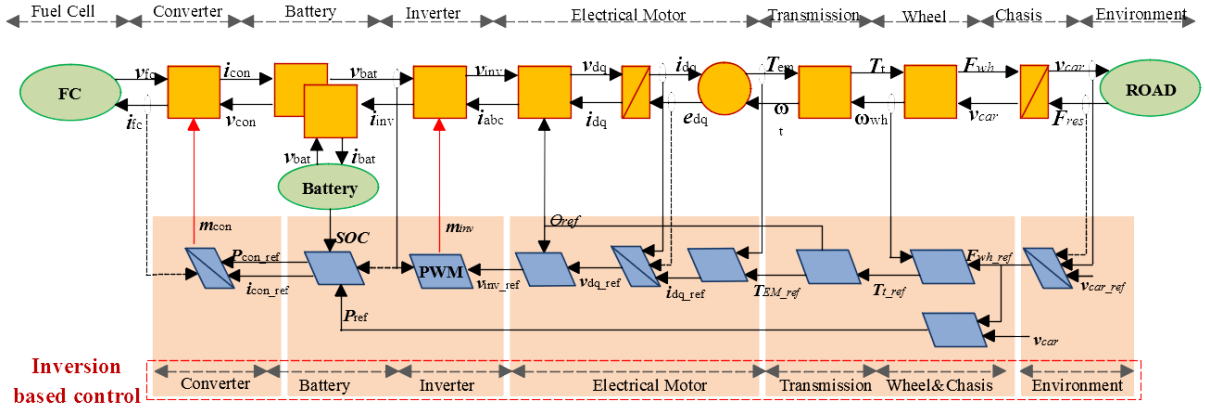 Fuel Cell Converter Battery Inverter Electrical Motor Transmission Wheel Chasis Environment
vfc icon vbat vinv vdq idq Tem Tt Fwh vcar
FC ROAD
ifc vcon iinv iabc idq edq ωt ωwh vcar Fres
vbat ibat
Battery
mcon SOC minv Θref
Pcon_ref PWM Fwh_ref
icon_ref vinv_ref vdq_ref idq_ref TEM_ref Tt_ref vcar_ref
Pref
vcar
Inversion
based control
Converter Battery Inverter Electrical Motor Transmission Wheel&Chasis Environment